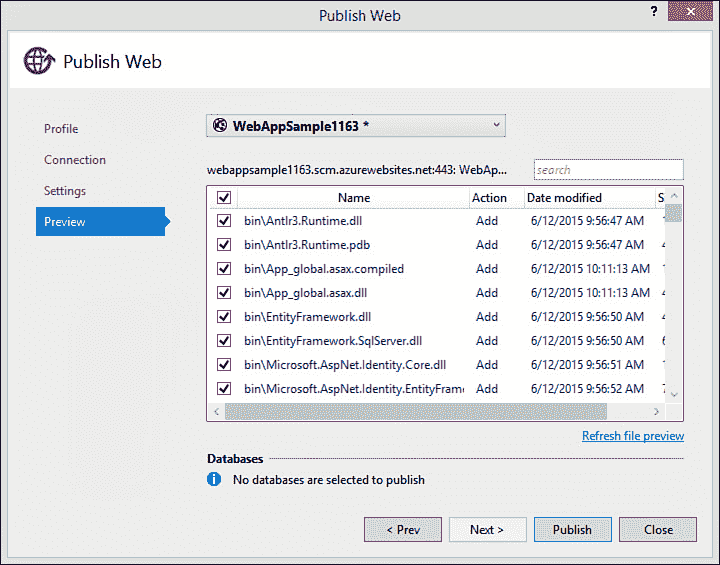 Publish Web
?
Publish Web
Profile
Connection
Settings
Preview
WebAppSample1163 *
webappsample1163.scm.azurewebsites.net:443: WebAp...
search
Name Action Date modified S
bin\Antlr3.Runtime.dll Add 6/12/2015 9:56:47 AM
bin\Antlr3.Runtime.pdb Add 6/12/2015 9:56:47 AM
bin\App_global.asax.compiled Add 6/12/2015 10:11:13 AM
bin\App_global.asax.dll Add 6/12/2015 10:11:13 AM
bin\EntityFramework.dll Add 6/12/2015 9:56:50 AM
bin\EntityFramework.SqlServer.dll Add 6/12/2015 9:56:50 AM
bin\Microsoft.AspNet.Identity.Core.dll Add 6/12/2015 9:56:51 AM
bin\Microsoft.AspNet.Identity.EntityFrame Add 6/12/2015 9:56:52 AM
Refresh file preview
Databases
No databases are selected to publish
< Prev
Next >
Publish
Close